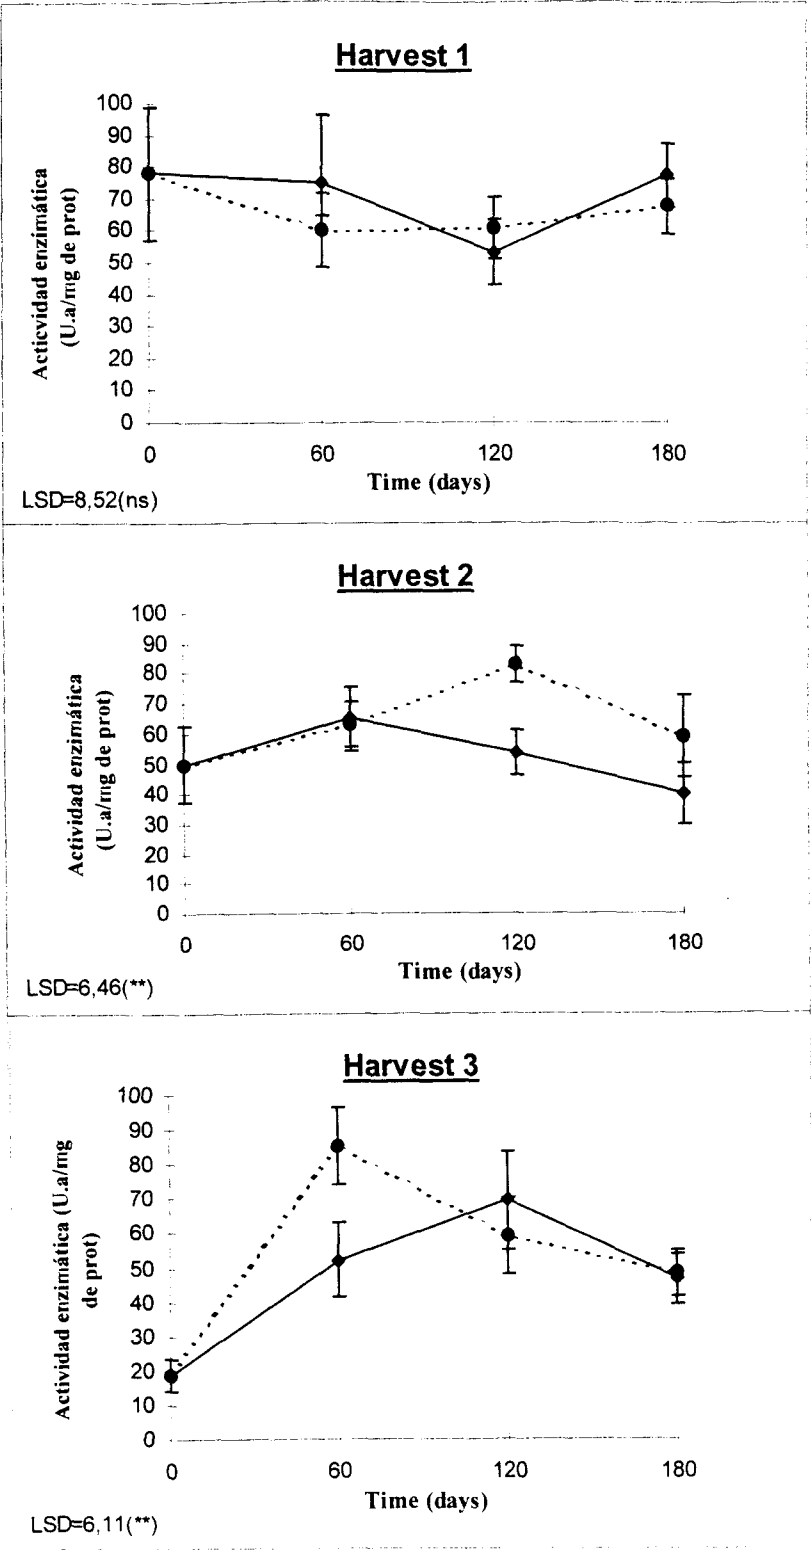 Harvest 1
Acticvidad enzimática
(U.a/mg de prot)
100
90
80
70
60
50
40
30
20
10
0
0 60 120 180
Time (days)
LSD=8,52(ns)
Harvest 2
Actividad enzimática
(U.a/mg de prot)
100
90
80
70
60
50
40
30
20
10
0
0 60 120 180
Time (days)
LSD=6,46(**)
Harvest 3
Actividad enzimática (U.a/mg
de prot)
100
90
80
70
60
50
40
30
20
10
0
0 60 120 180
Time (days)
LSD=6,11(**)